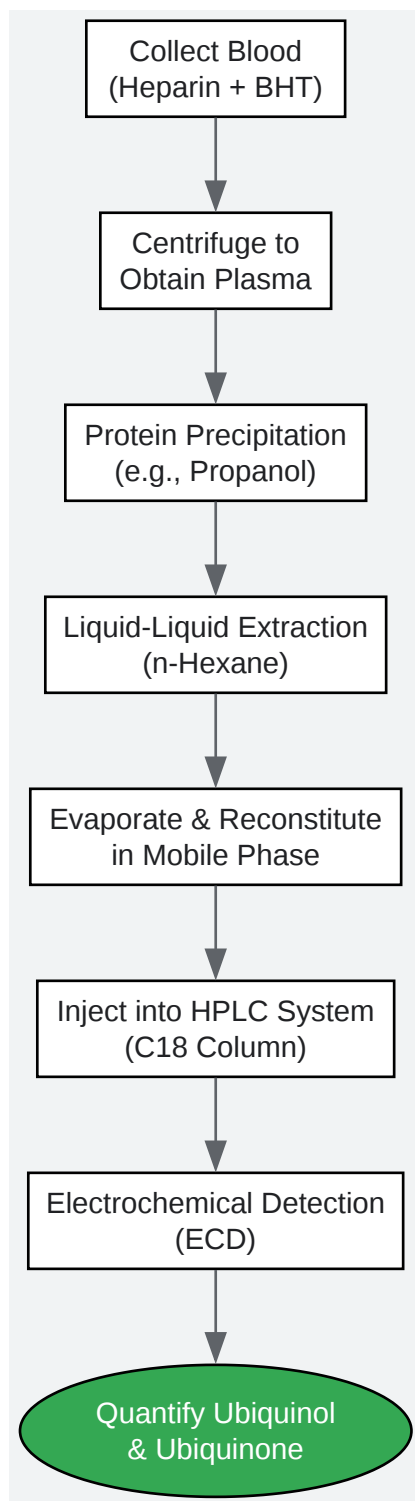 Collect Blood
(Heparin + BHT)
Centrifuge to
Obtain Plasma
Protein Precipitation
(e.g., Propanol)
Liquid-Liquid Extraction
(n-Hexane)
Evaporate & Reconstitute
in Mobile Phase
Inject into HPLC System
(C18 Column)
Electrochemical Detection
(ECD)
Quantify Ubiquinol
& Ubiquinone